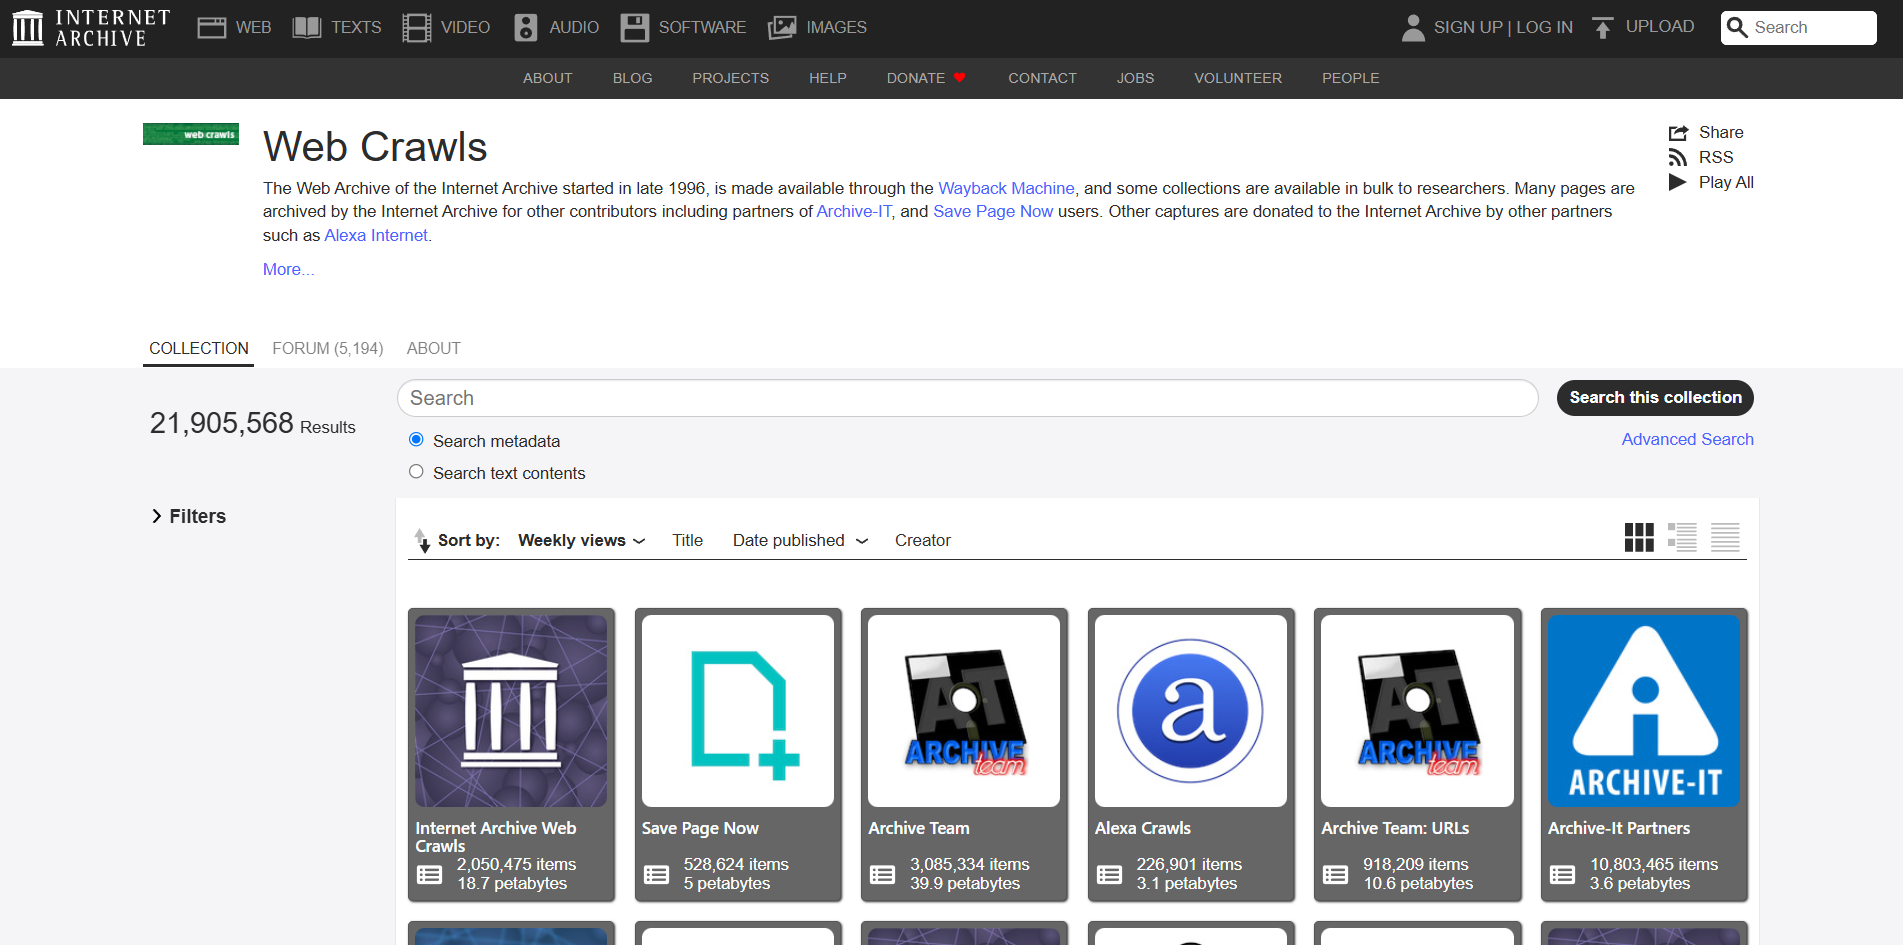 INTERNET
ARCHIVE
WEB
TEXTS
VIDEO
AUDIO
SOFTWARE
IMAGES
SIGN UP | LOG IN
UPLOAD
Search
ABOUT
BLOG
PROJECTS
HELP
DONATE
CONTACT
JOBS
VOLUNTEER
PEOPLE
web crawls
Web Crawls
The Web Archive of the Internet Archive started in late 1996, is made available through the Wayback Machine, and some collections are available in bulk to researchers. Many pages are
archived by the Internet Archive for other contributors including partners of Archive-IT, and Save Page Now users. Other captures are donated to the Internet Archive by other partners
such as Alexa Internet.
More...
Share
RSS
Play All
COLLECTION
FORUM (5,194)
ABOUT
21,905,568 Results
Search
Search this collection
Search metadata
Search text contents
Advanced Search
Filters
Sort by:
Weekly views
Title
Date published
Creator
Internet Archive Web
Crawls
2,050,475 items
18.7 petabytes
Save Page Now
528,624 items
5 petabytes
AT
ARCHIVE
team
Archive Team
3,085,334 items
39.9 petabytes
a
Alexa Crawls
226,901 items
3.1 petabytes
AT
ARCHIVE
team
Archive Team: URLs
918,209 items
10.6 petabytes
ARCHIVE-IT
Archive-It Partners
10,803,465 items
3.6 petabytes